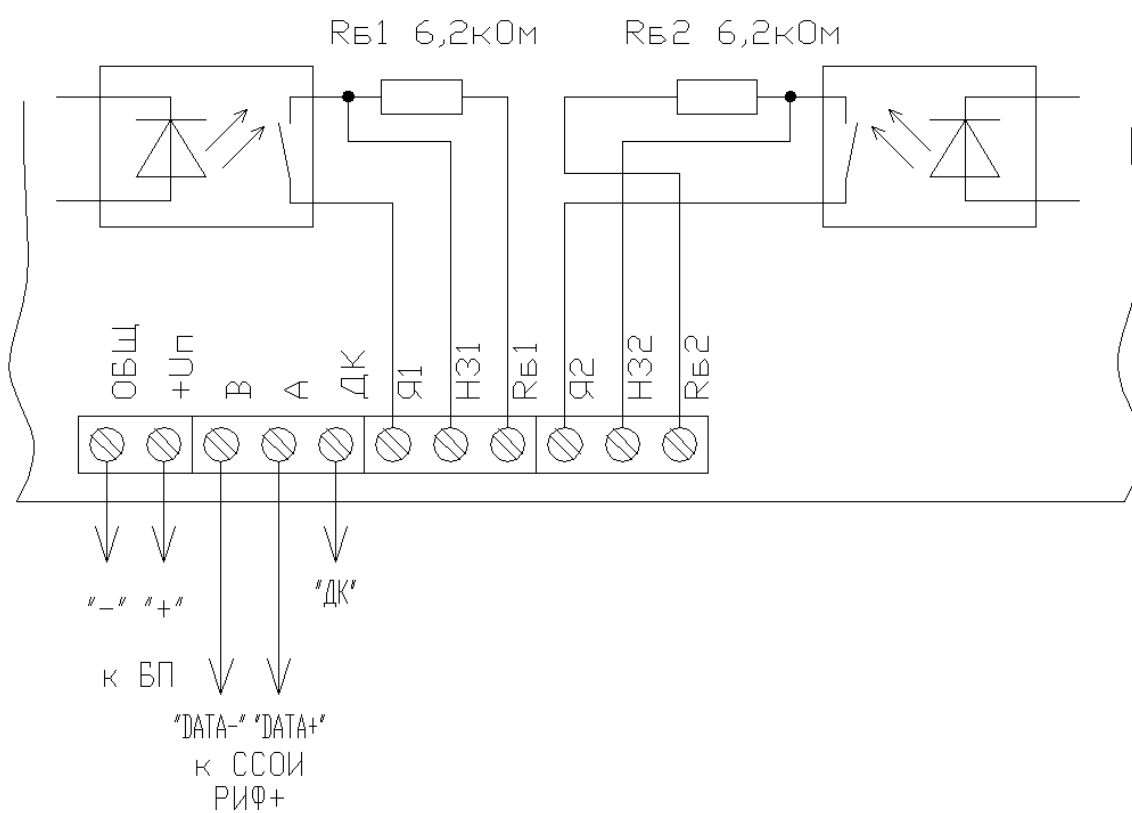 Rб1 6,2кОм
Rб2 6,2кОм
ОБЩ
+Uп
B
A
ДК
Я1
НЗ1
Rб1
Я2
НЗ2
Rб2
"-" "+"
"ДК"
к БП
"DATA-" "DATA+"
к ССОИ
РИФ+